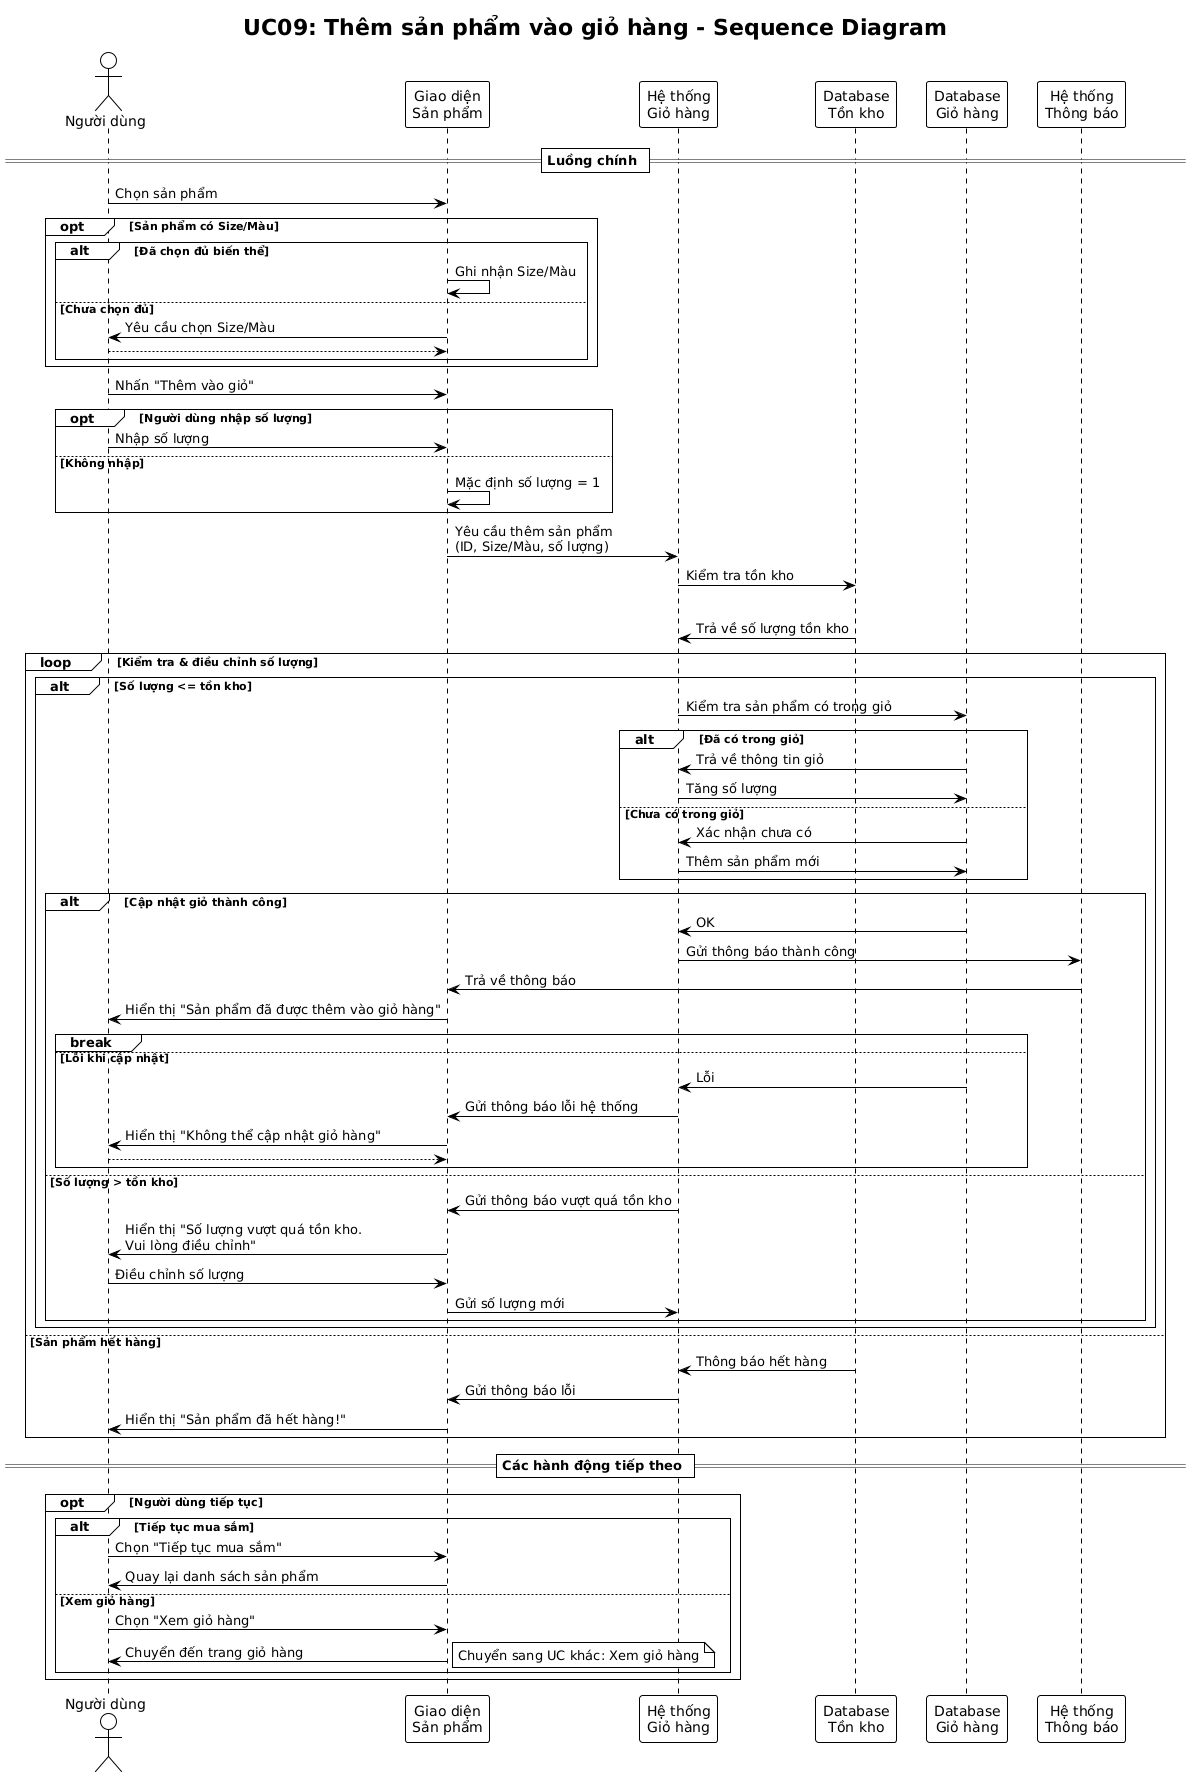 UC09: Thêm sản phẩm vào giỏ hàng - Sequence Diagram
Người dùng
Giao diện
Sản phẩm
Hệ thống
Giỏ hàng
Database
Tồn kho
Database
Giỏ hàng
Hệ thống
Thông báo
Luồng chính
Chọn sản phẩm
opt [Sản phẩm có Size/Màu]
alt [Đã chọn đủ biến thể]
Ghi nhận Size/Màu
[Chưa chọn đủ]
Yêu cầu chọn Size/Màu
Nhấn "Thêm vào giỏ"
opt [Người dùng nhập số lượng]
Nhập số lượng
[Không nhập]
Mặc định số lượng = 1
Yêu cầu thêm sản phẩm
(ID, Size/Màu, số lượng)
Kiểm tra tồn kho
Trả về số lượng tồn kho
loop [Kiểm tra & điều chỉnh số lượng]
alt [Số lượng <= tồn kho]
Kiểm tra sản phẩm có trong giỏ
alt [Đã có trong giỏ]
Trả về thông tin giỏ
Tăng số lượng
[Chưa có trong giỏ]
Xác nhận chưa có
Thêm sản phẩm mới
alt [Cập nhật giỏ thành công]
OK
Gửi thông báo thành công
Trả về thông báo
Hiển thị "Sản phẩm đã được thêm vào giỏ hàng"
break
[Lỗi khi cập nhật]
Lỗi
Gửi thông báo lỗi hệ thống
Hiển thị "Không thể cập nhật giỏ hàng"
[Số lượng > tồn kho]
Gửi thông báo vượt quá tồn kho
Hiển thị "Số lượng vượt quá tồn kho.
Vui lòng điều chỉnh"
Điều chỉnh số lượng
Gửi số lượng mới
[Sản phẩm hết hàng]
Thông báo hết hàng
Gửi thông báo lỗi
Hiển thị "Sản phẩm đã hết hàng!"
Các hành động tiếp theo
opt [Người dùng tiếp tục]
alt [Tiếp tục mua sắm]
Chọn "Tiếp tục mua sắm"
Quay lại danh sách sản phẩm
[Xem giỏ hàng]
Chọn "Xem giỏ hàng"
Chuyển đến trang giỏ hàng
Chuyển sang UC khác: Xem giỏ hàng
Người dùng
Giao diện
Sản phẩm
Hệ thống
Giỏ hàng
Database
Tồn kho
Database
Giỏ hàng
Hệ thống
Thông báo